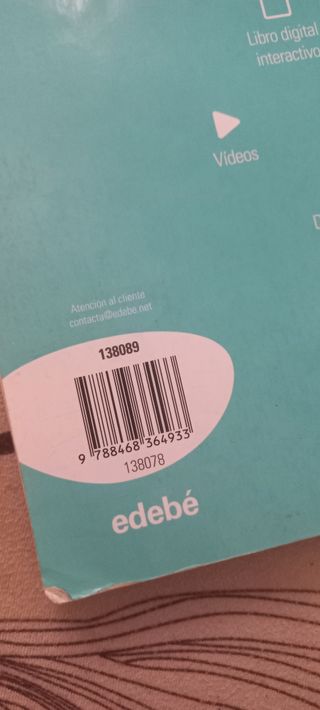 Libro digital
interactivo
Vídeos
Atención al cliente
contacta@edebe.net
138089
9 788468 364933
138078
edebé